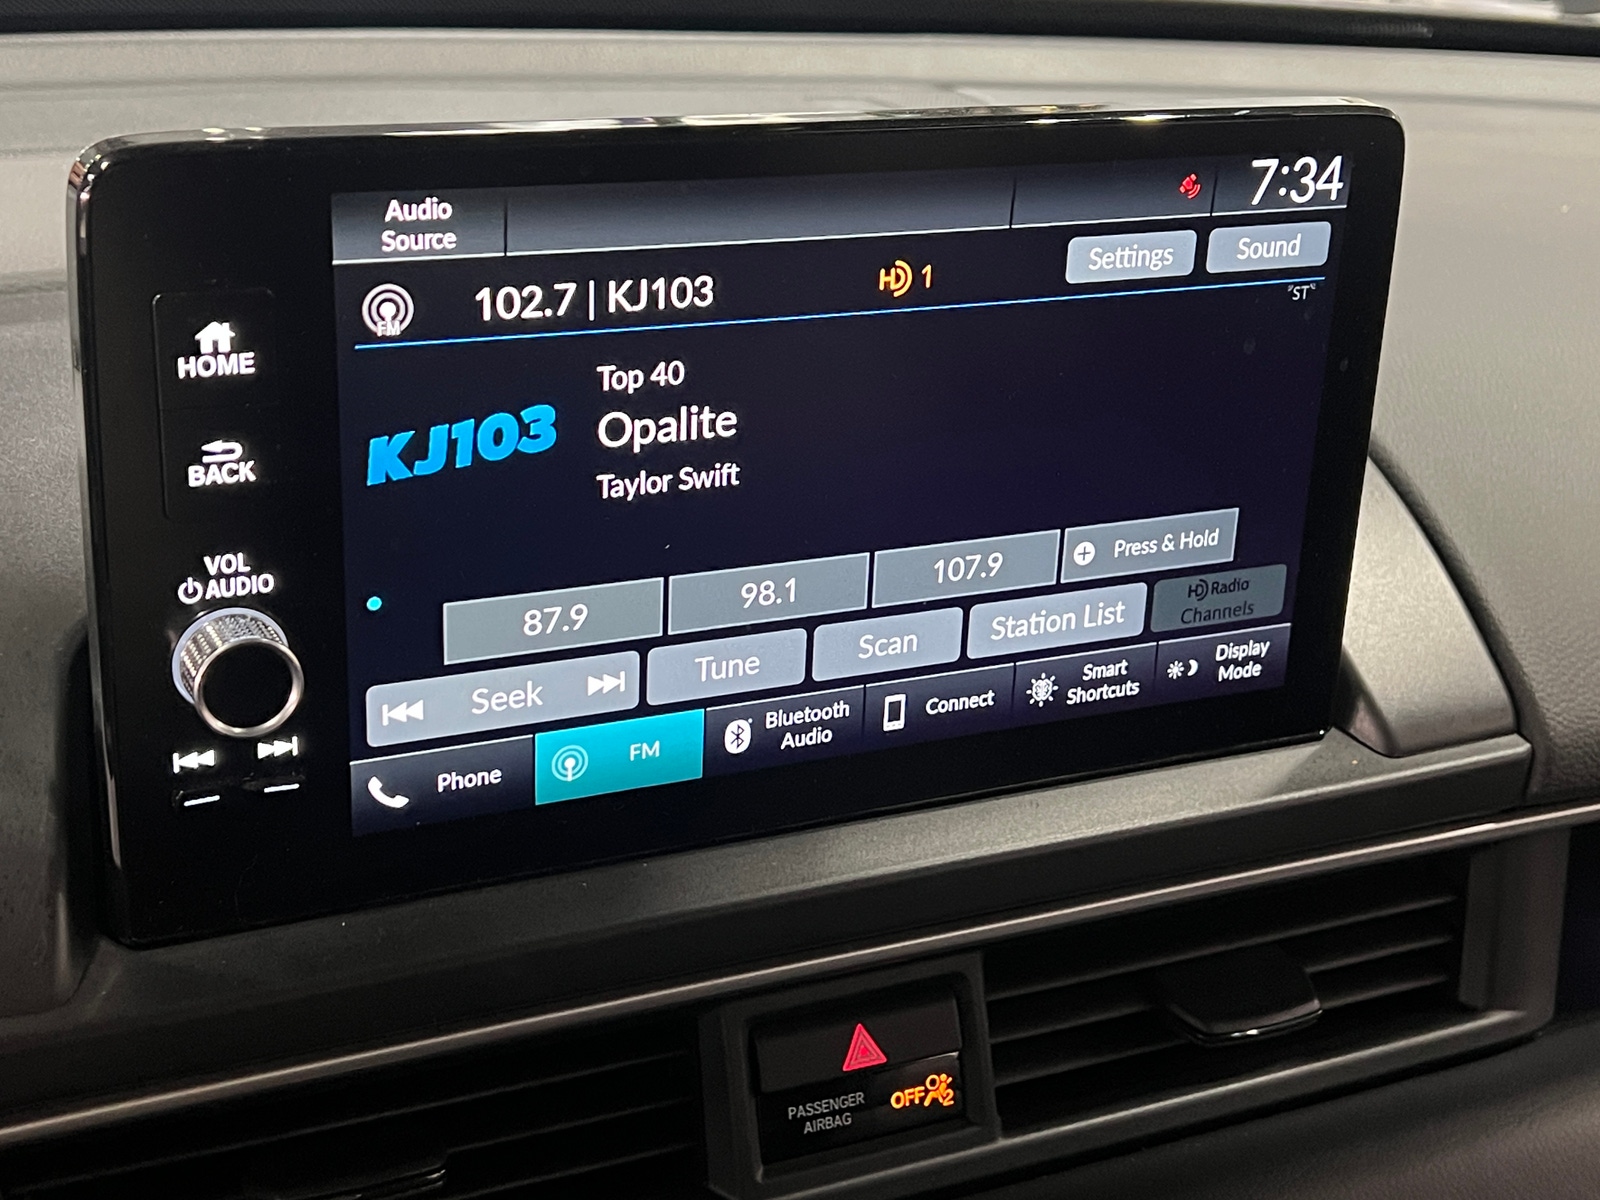 Audio
Source
7:34
Settings
Sound
FM
102.7 | KJ103
HD 1
"ST"
HOME
BACK
VOL
AUDIO
KJ103
Top 40
Opalite
Taylor Swift
87.9
98.1
107.9
+ Press & Hold
Seek
Tune
Scan
Station List
HD Radio
Channels
Phone
FM
Bluetooth
Audio
Connect
Smart
Shortcuts
Display
Mode
PASSENGER
AIRBAG
OFF
2